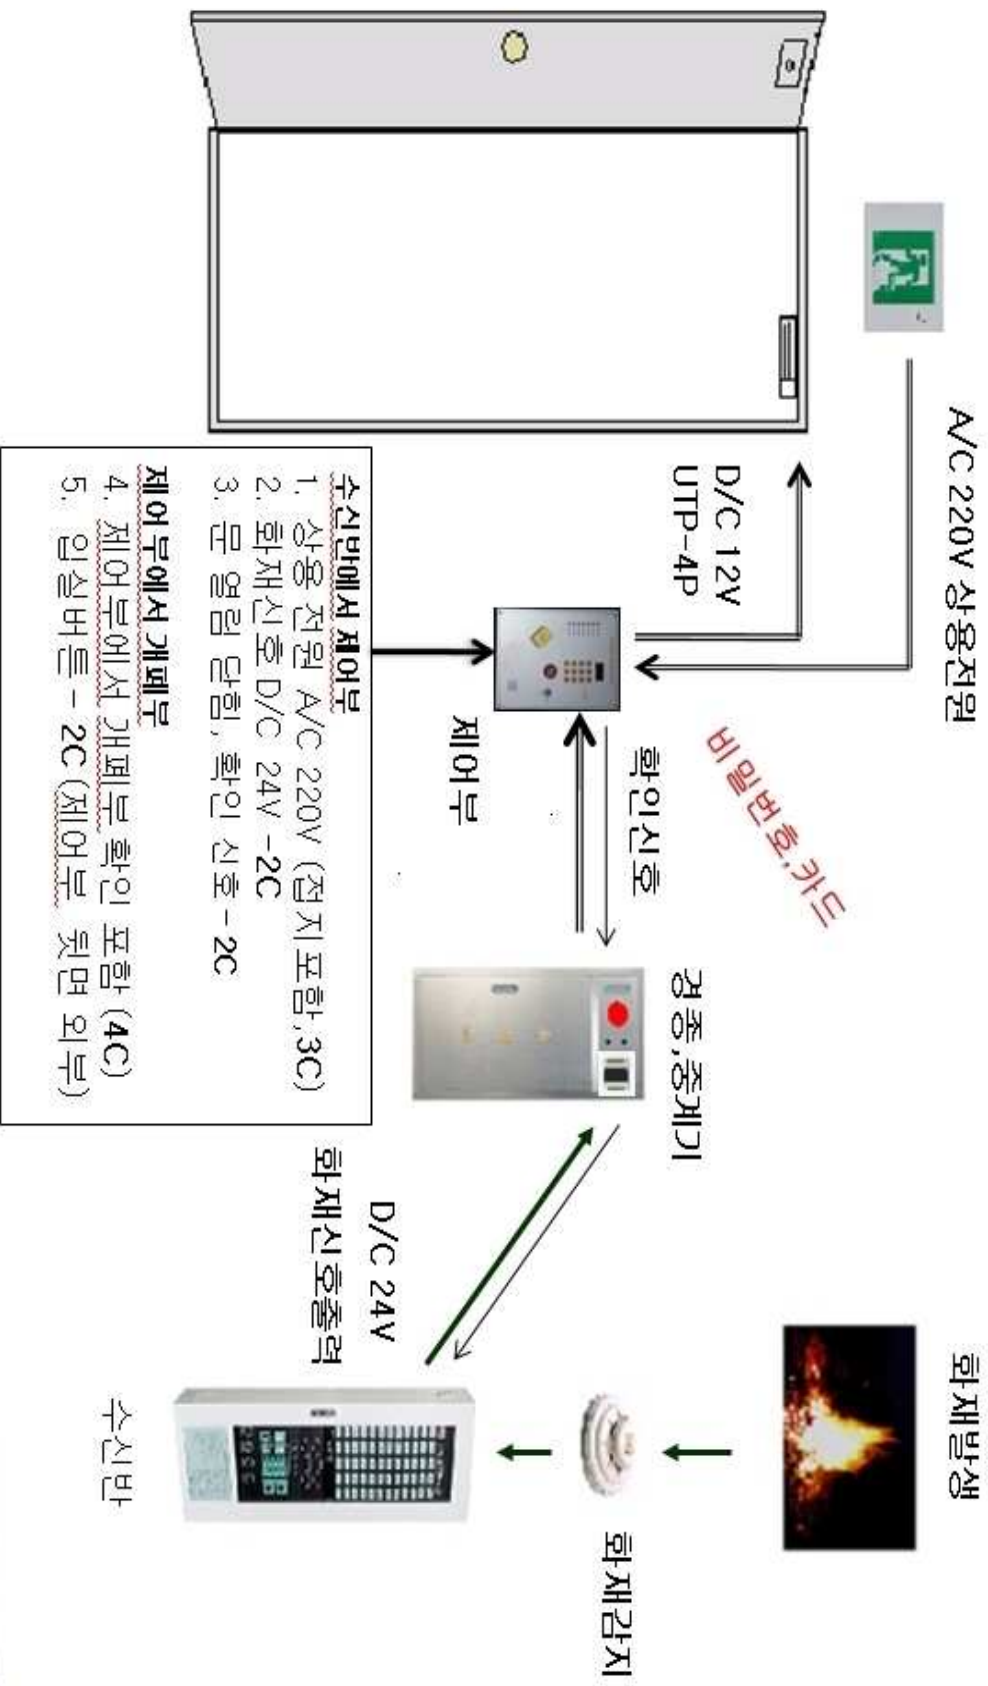 A/C 220V 상용전원
D/C 12V
UTP-4P
비밀번호,카드
제어부
확인신호
경종,중계기
D/C 24V
화재신호출력
화재발생
화재감지
수신반
수신반에서 제어부
1. 상용 전원 A/C 220V (접지포함,3C)
2. 화재신호 D/C 24V -2C
3. 문 열림 닫힘, 확인 신호 - 2C
제어부에서 개폐부
4. 제어부에서 개폐부 확인 포함 (4C)
5. 입실버튼 - 2C (제어부 뒷면 외부)